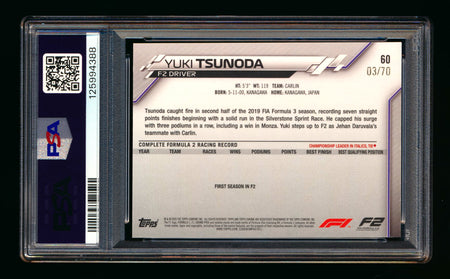 YUKI TSUNODA
F2 DRIVER
60
03/70
HT: 5'3" WT: 119 TEAM: CARLIN
BORN: 5-11-00, KANAGAWA HOME: KANAGAWA, JAPAN
Tsunoda caught fire in second half of the 2019 FIA Formula 3 season, recording seven straight
points finishes beginning with a solid run in the Silverstone Sprint Race. He capped his surge
with three podiums in a row, including a win in Monza. Yuki steps up to F2 as Jehan Daruvala's
teammate with Carlin.
COMPLETE FORMULA 2 RACING RECORD
CHAMPIONSHIP LEADER IN ITALICS, TIE
YEAR TEAM RACES WINS PODIUMS POINTS BEST FINISH BEST QUALIFYING POSITION
FIRST SEASON IN F2
Topps
F1
F2
125994388
PSA